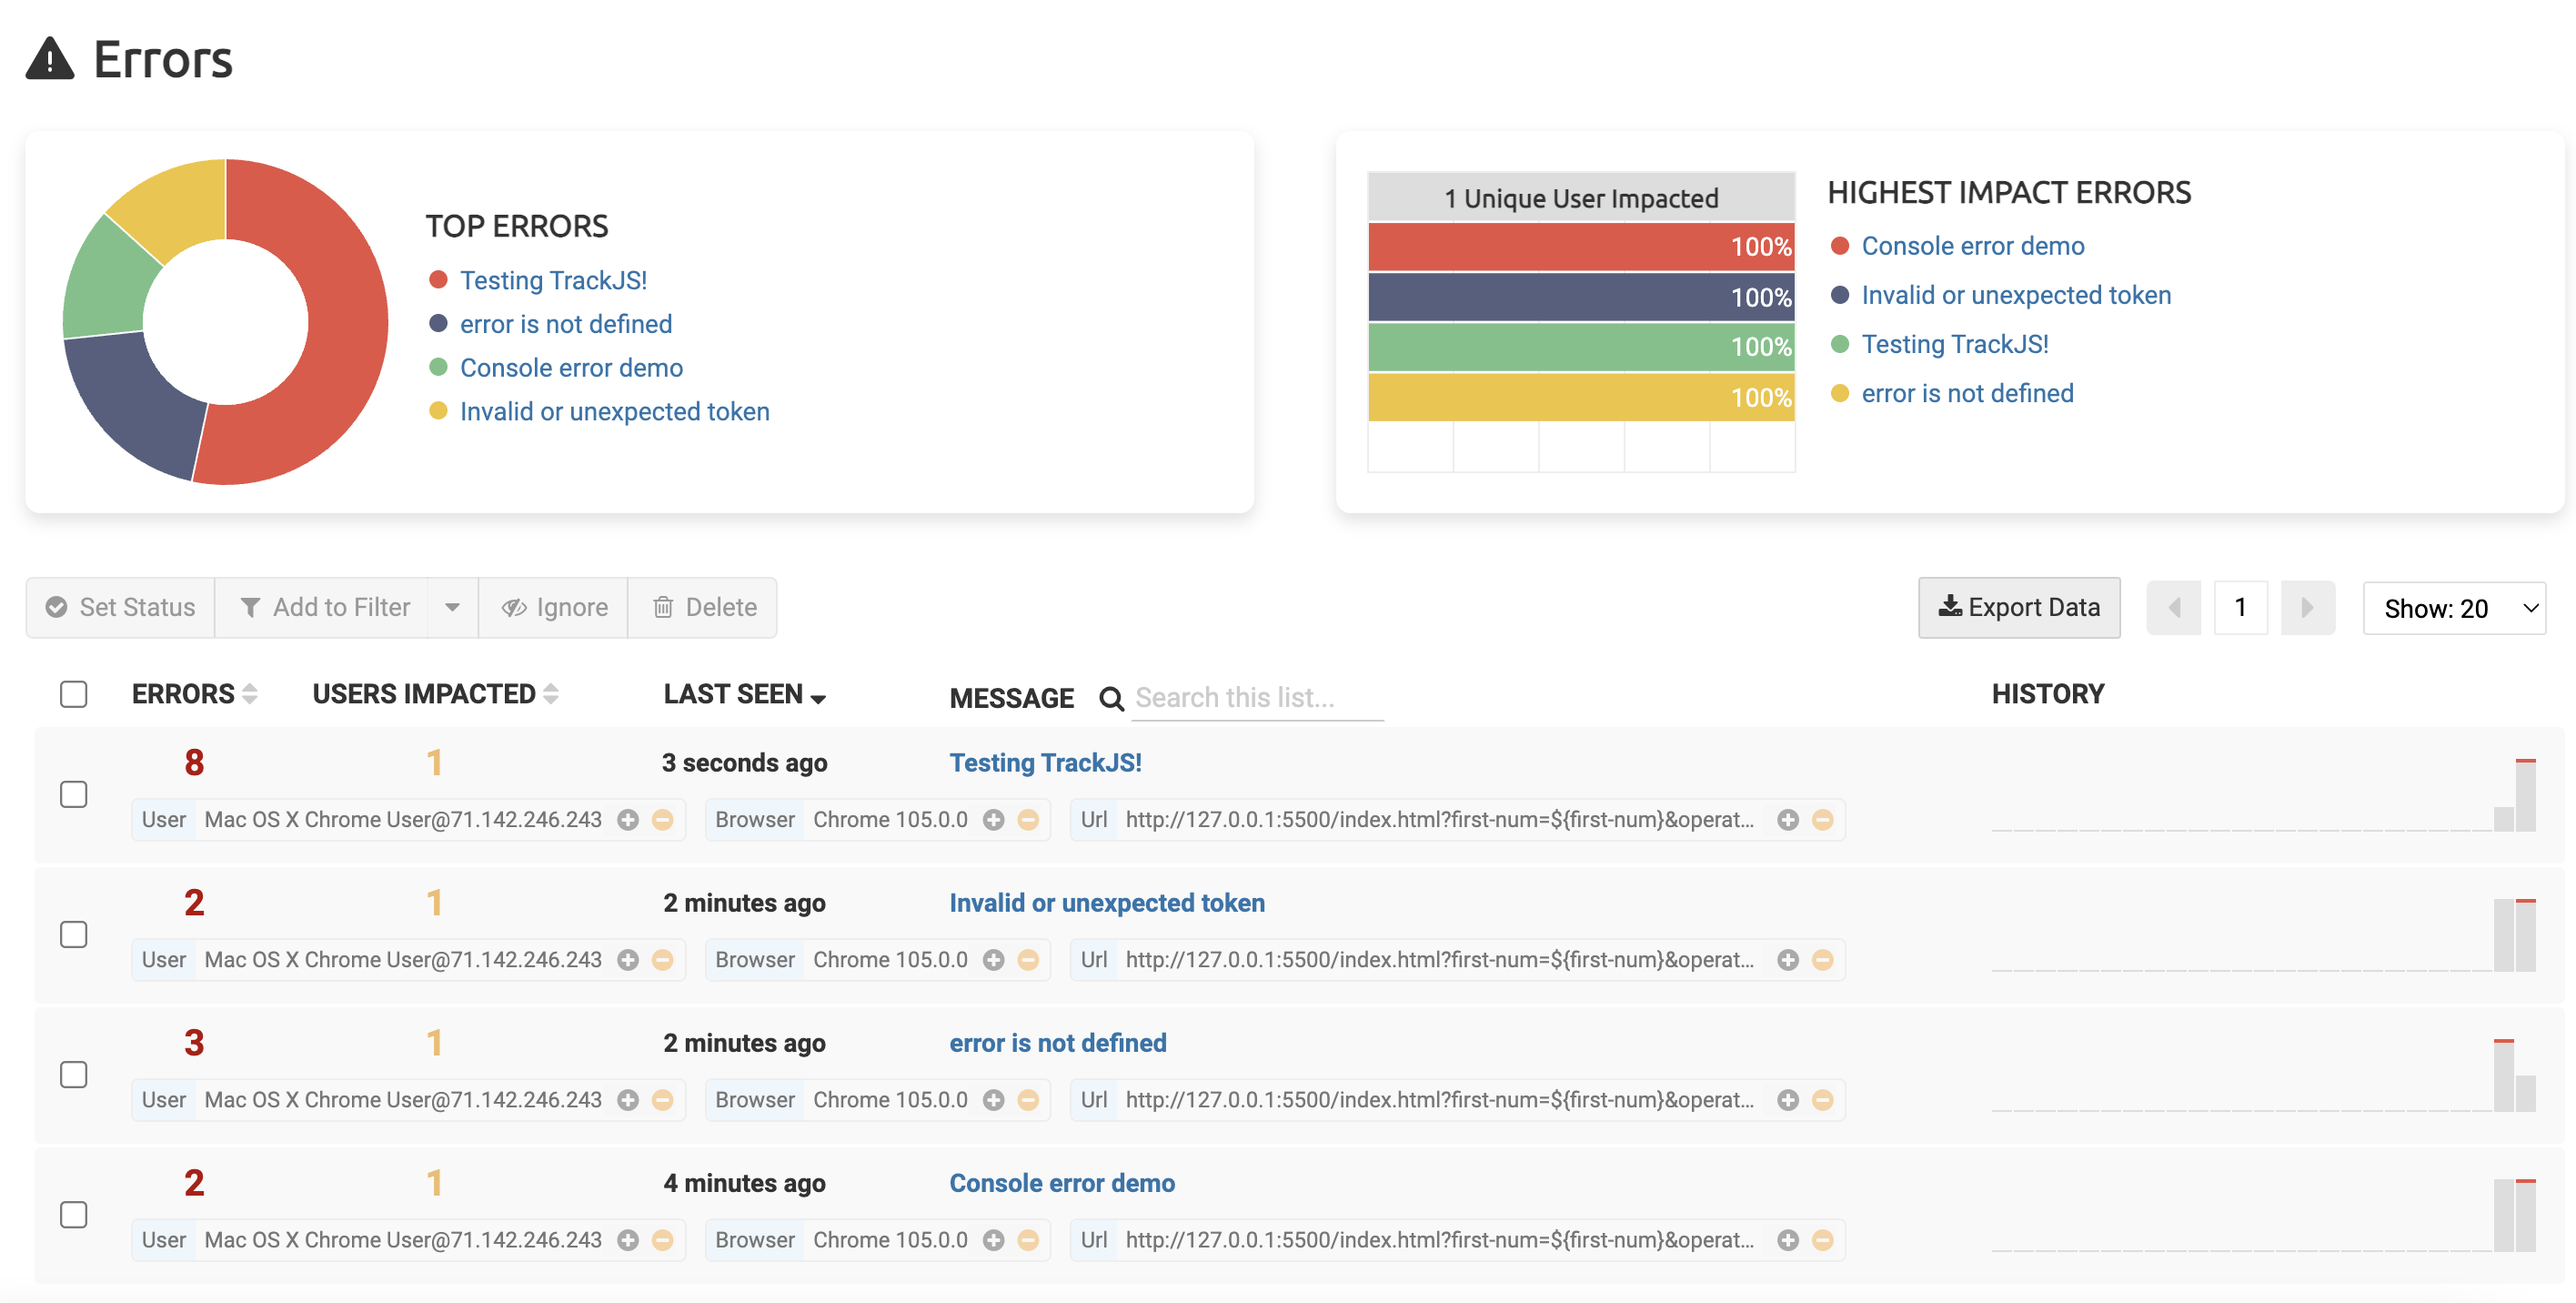 Errors
TOP ERRORS
Testing TrackJS!
error is not defined
Console error demo
Invalid or unexpected token
1 Unique User Impacted
100%
100%
100%
100%
HIGHEST IMPACT ERRORS
Console error demo
Invalid or unexpected token
Testing TrackJS!
error is not defined
Set Status Add to Filter Ignore Delete
Export Data 1 Show: 20
ERRORS USERS IMPACTED LAST SEEN MESSAGE Search this list... HISTORY
8 1 3 seconds ago Testing TrackJS!
User Mac OS X Chrome User@71.142.246.243 Browser Chrome 105.0.0 Url http://127.0.0.1:5500/index.html?first-num=${first-num}&operat...
2 1 2 minutes ago Invalid or unexpected token
User Mac OS X Chrome User@71.142.246.243 Browser Chrome 105.0.0 Url http://127.0.0.1:5500/index.html?first-num=${first-num}&operat...
3 1 2 minutes ago error is not defined
User Mac OS X Chrome User@71.142.246.243 Browser Chrome 105.0.0 Url http://127.0.0.1:5500/index.html?first-num=${first-num}&operat...
2 1 4 minutes ago Console error demo
User Mac OS X Chrome User@71.142.246.243 Browser Chrome 105.0.0 Url http://127.0.0.1:5500/index.html?first-num=${first-num}&operat...